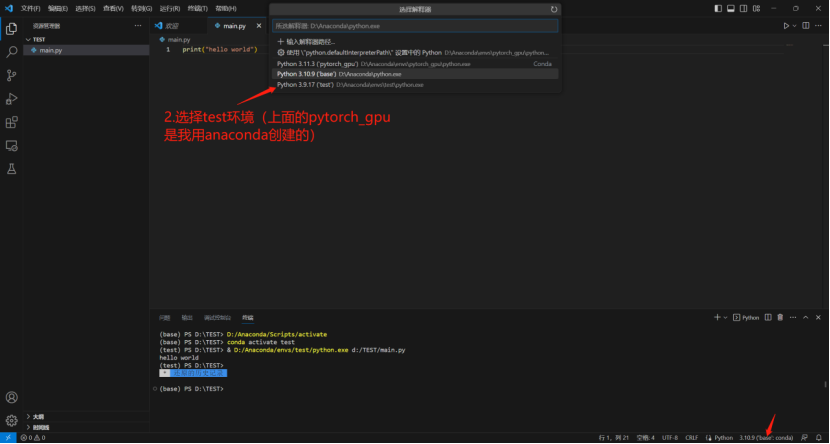 文件(F) 编辑(E) 选择(S) 查看(V) 转到(G) 运行(R) 终端(T) 帮助(H)
选择解释器
资源管理器
欢迎
main.py
所选解释器: D:\Anaconda\python.exe
TEST
main.py
main.py
输入解释器路径...
1 print("hello world")
使用 \"python.defaultInterpreterPath\" 设置中的 Python D:\Anaconda\envs\pytorch_gpu\python...
Python 3.11.3 ('pytorch_gpu') D:\Anaconda\envs\pytorch_gpu\python.exe Conda
Python 3.10.9 ('base') D:\Anaconda\python.exe
Python 3.9.17 ('test') D:\Anaconda\envs\test\python.exe
2.选择test环境（上面的pytorch_gpu
是我用anaconda创建的）
问题 输出 调试控制台 终端
Python
(base) PS D:\TEST> D:/Anaconda/Scripts/activate
(base) PS D:\TEST> conda activate test
(test) PS D:\TEST> & D:/Anaconda/envs/test/python.exe d:/TEST/main.py
hello world
(test) PS D:\TEST>
* 还原的历史记录
(base) PS D:\TEST>
大纲
时间线
0 0
行 1，列 21 空格: 4 UTF-8 CRLF Python 3.10.9 ('base': conda)